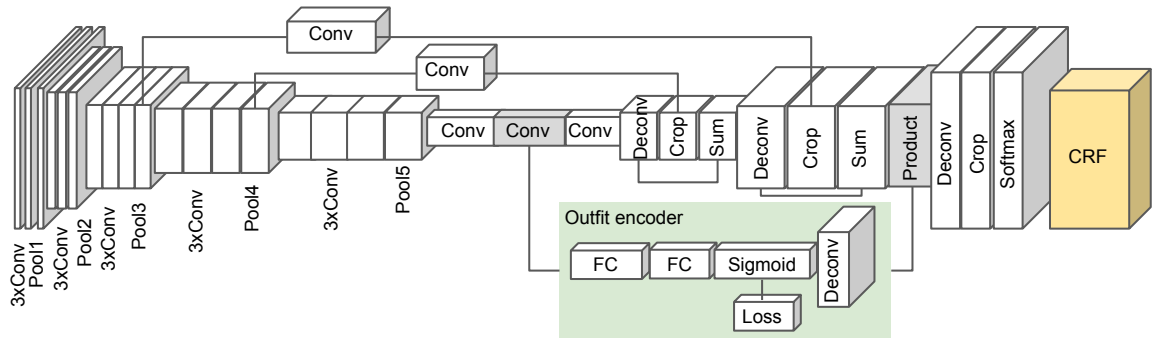 Conv
Conv
3xConv
Pool1
3xConv
Pool2
3xConv
Pool3
3xConv
Pool4
3xConv
Pool5
Conv
Conv
Conv
Deconv
Crop
Sum
Deconv
Crop
Sum
Product
Deconv
Crop
Softmax
CRF
Outfit encoder
FC
FC
Sigmoid
Deconv
Loss